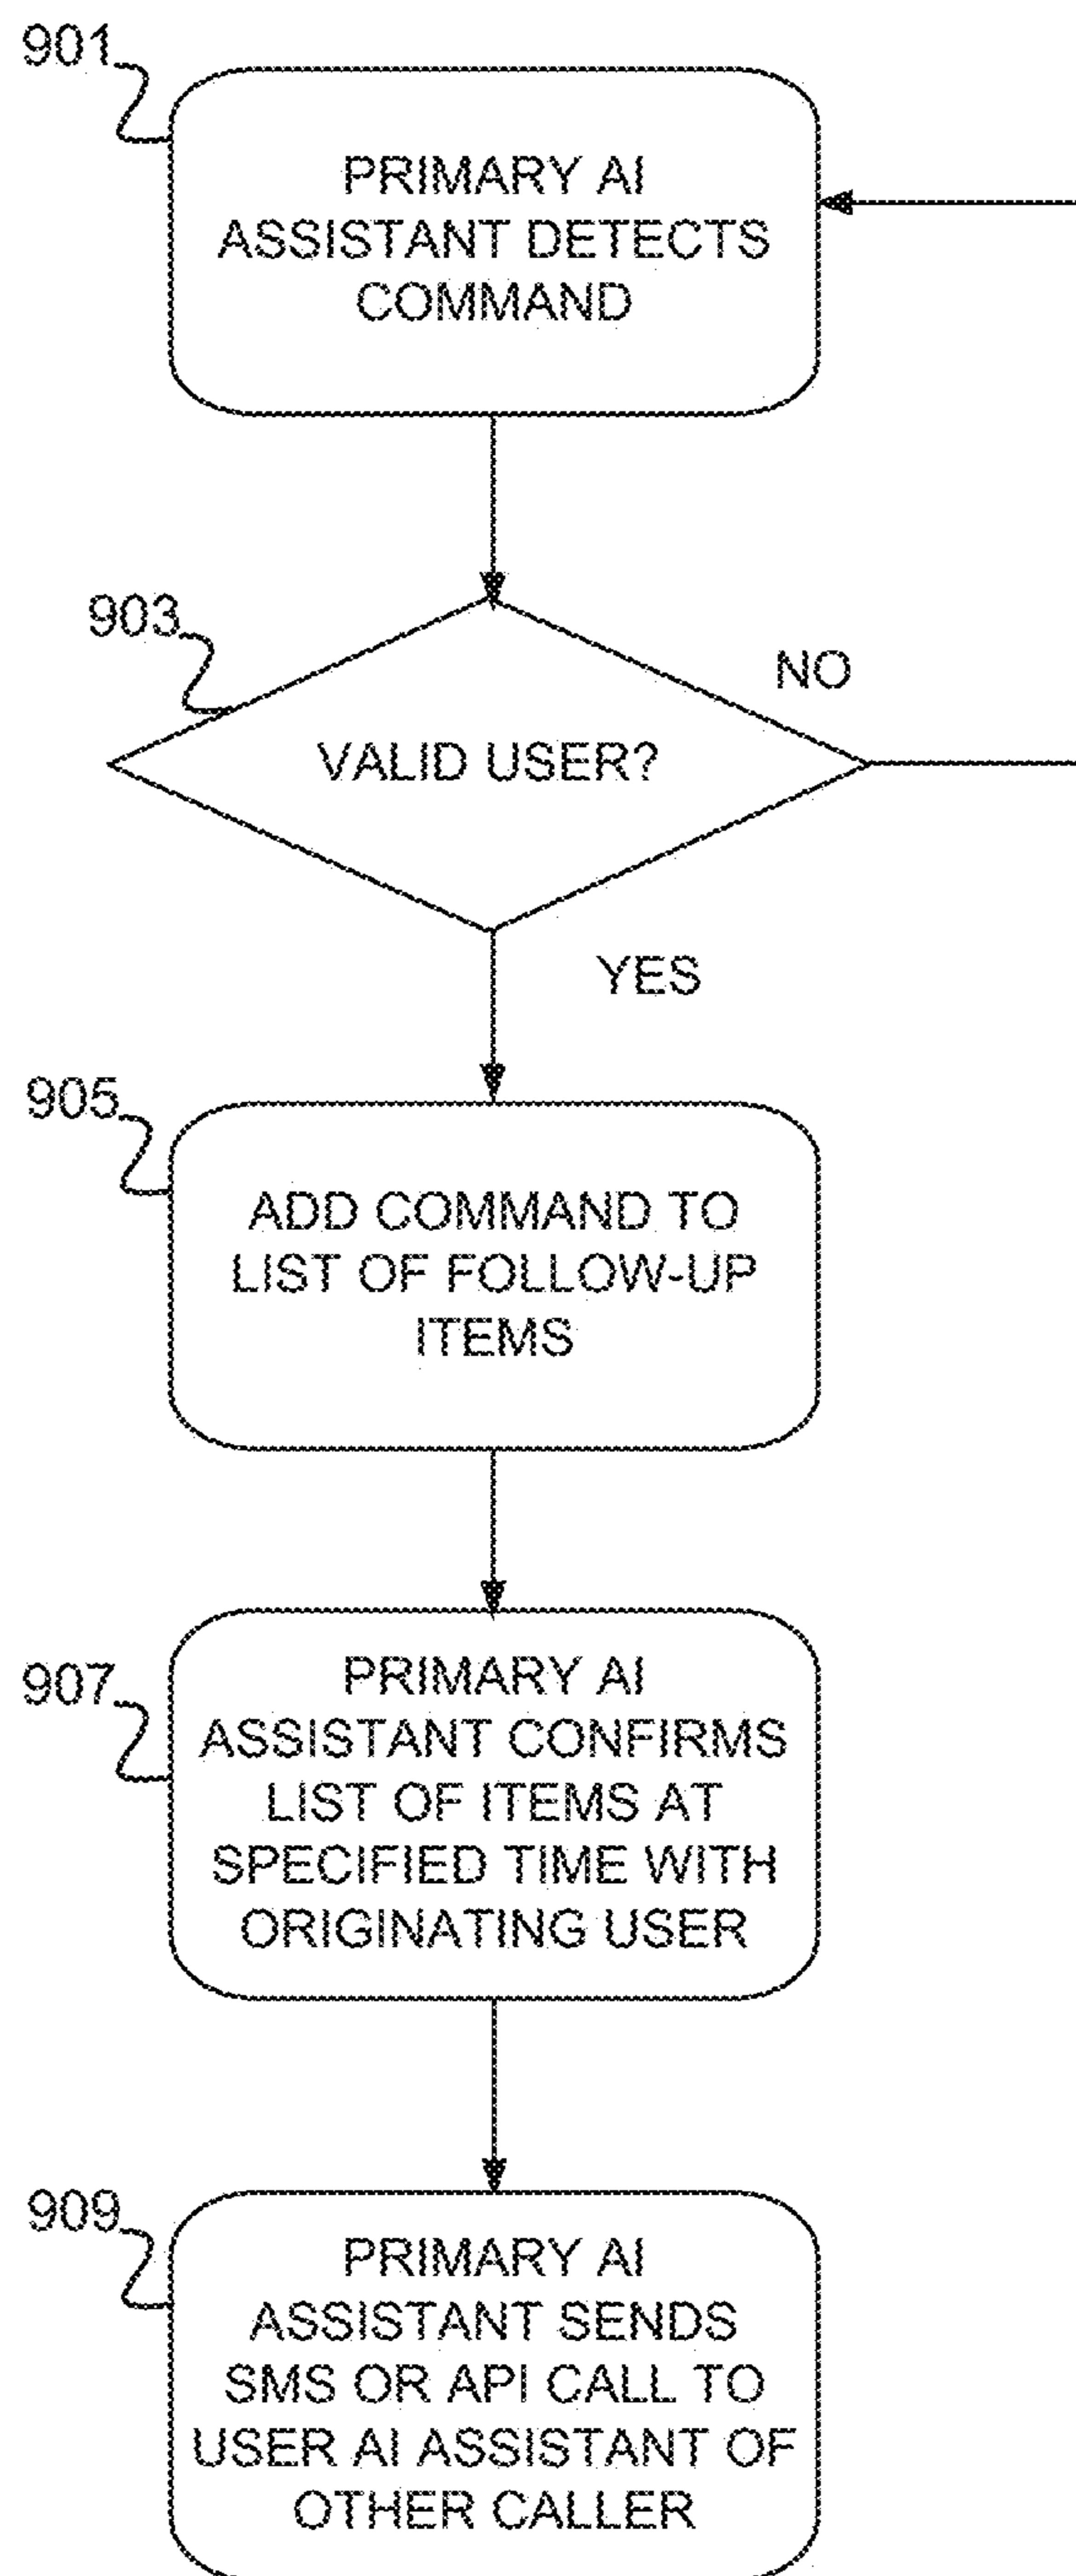 901
PRIMARY AI
ASSISTANT DETECTS
COMMAND
903
NO
VALID USER?
YES
905
ADD COMMAND TO
LIST OF FOLLOW-UP
ITEMS
907
PRIMARY AI
ASSISTANT CONFIRMS
LIST OF ITEMS AT
SPECIFIED TIME WITH
ORIGINATING USER
909
PRIMARY AI
ASSISTANT SENDS
SMS OR API CALL TO
USER AI ASSISTANT OF
OTHER CALLER